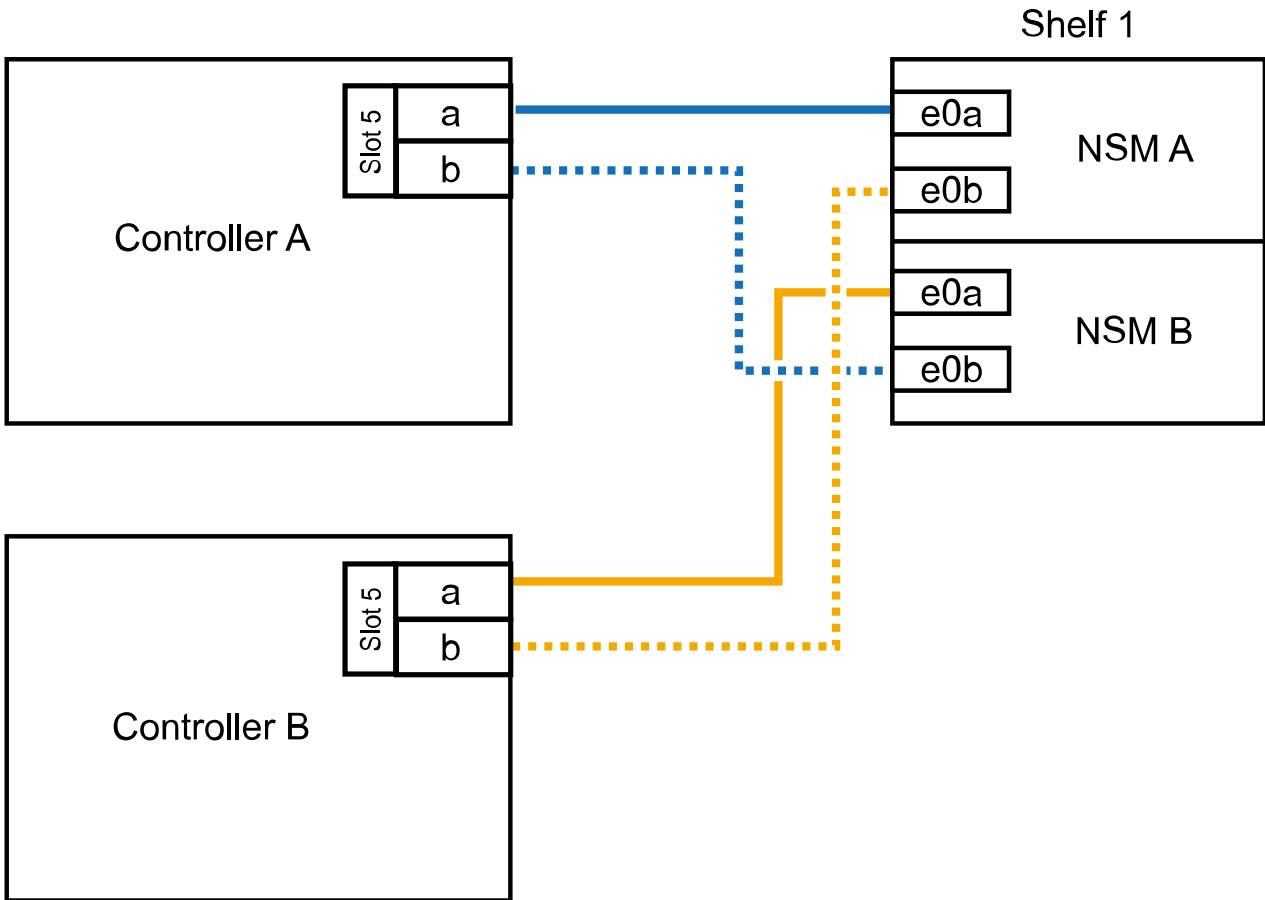 Shelf 1
Slot 5
a
b
Controller A
e0a
e0b
NSM A
e0a
e0b
NSM B
Slot 5
a
b
Controller B